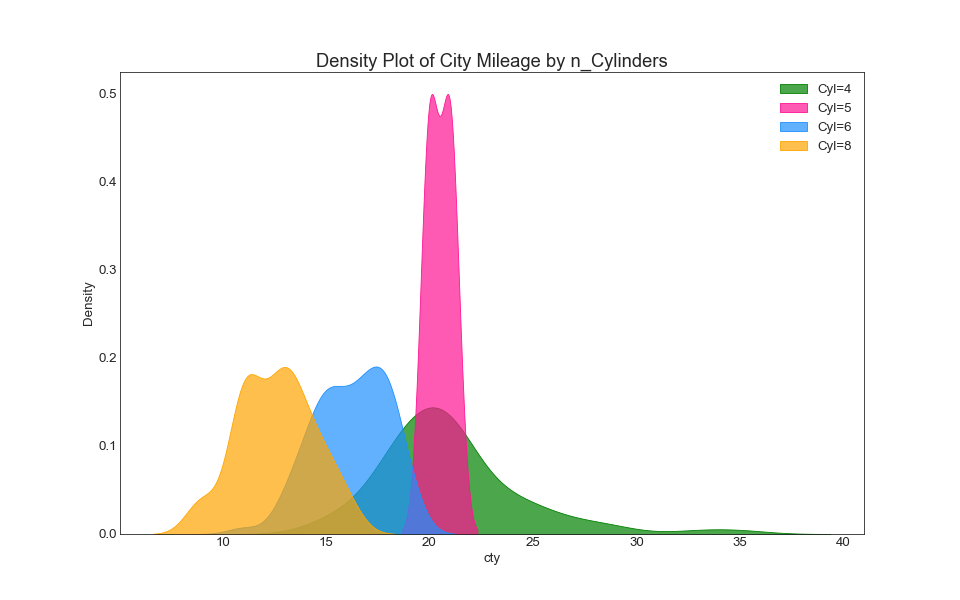 Density Plot of City Mileage by n_Cylinders
Cyl=4
Cyl=5
Cyl=6
Cyl=8
0.5
0.4
0.3
0.2
0.1
0.0
Density
10 15 20 25 30 35 40
cty